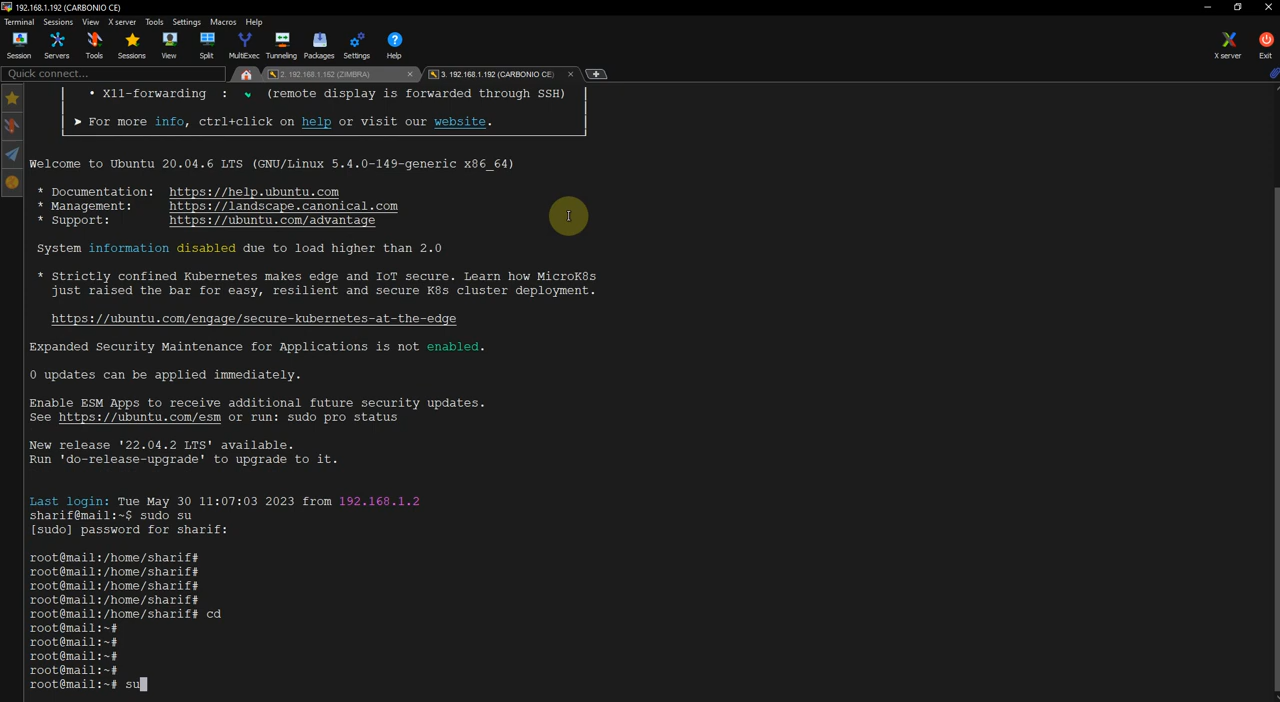 192.168.1.192 (CARBONIO CE)
Terminal Sessions View X server Tools Settings Macros Help
Session Servers Tools Sessions View Split MultiExec Tunneling Packages Settings Help X server Exit
Quick connect... 2. 192.168.1.162 (ZIMBRA) 3. 192.168.1.192 (CARBONIO CE)
• X11-forwarding : ✔ (remote display is forwarded through SSH)
➤ For more info, ctrl+click on help or visit our website.
Welcome to Ubuntu 20.04.6 LTS (GNU/Linux 5.4.0-149-generic x86_64)
* Documentation: https://help.ubuntu.com
* Management: https://landscape.canonical.com
* Support: https://ubuntu.com/advantage
System information disabled due to load higher than 2.0
* Strictly confined Kubernetes makes edge and IoT secure. Learn how MicroK8s
just raised the bar for easy, resilient and secure K8s cluster deployment.
https://ubuntu.com/engage/secure-kubernetes-at-the-edge
Expanded Security Maintenance for Applications is not enabled.
0 updates can be applied immediately.
Enable ESM Apps to receive additional future security updates.
See https://ubuntu.com/esm or run: sudo pro status
New release '22.04.2 LTS' available.
Run 'do-release-upgrade' to upgrade to it.
Last login: Tue May 30 11:07:03 2023 from 192.168.1.2
sharif@mail:~$ sudo su
[sudo] password for sharif:
root@mail:/home/sharif#
root@mail:/home/sharif#
root@mail:/home/sharif#
root@mail:/home/sharif#
root@mail:/home/sharif# cd
root@mail:~#
root@mail:~#
root@mail:~#
root@mail:~#
root@mail:~# su